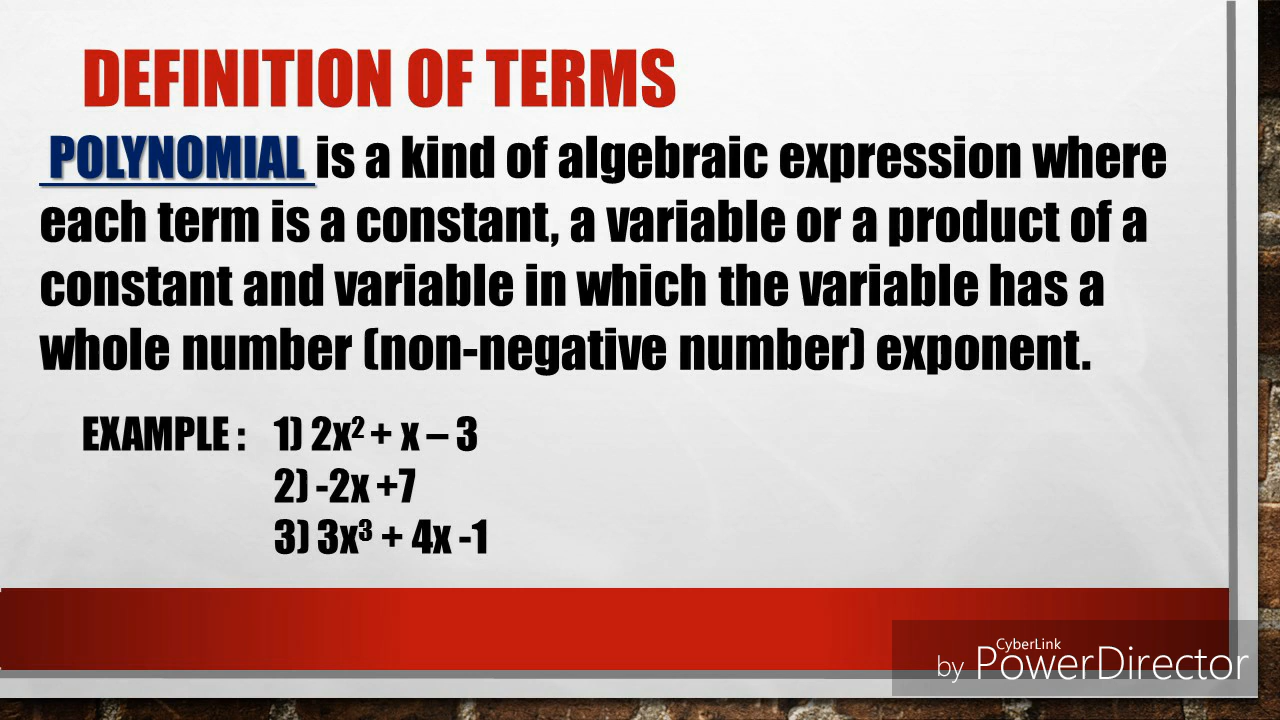 DEFINITION OF TERMS
POLYNOMIAL is a kind of algebraic expression where
each term is a constant, a variable or a product of a
constant and variable in which the variable has a
whole number (non-negative number) exponent.
EXAMPLE : 1) 2x² + x – 3
2) -2x +7
3) 3x³ + 4x -1
by CyberLink PowerDirector